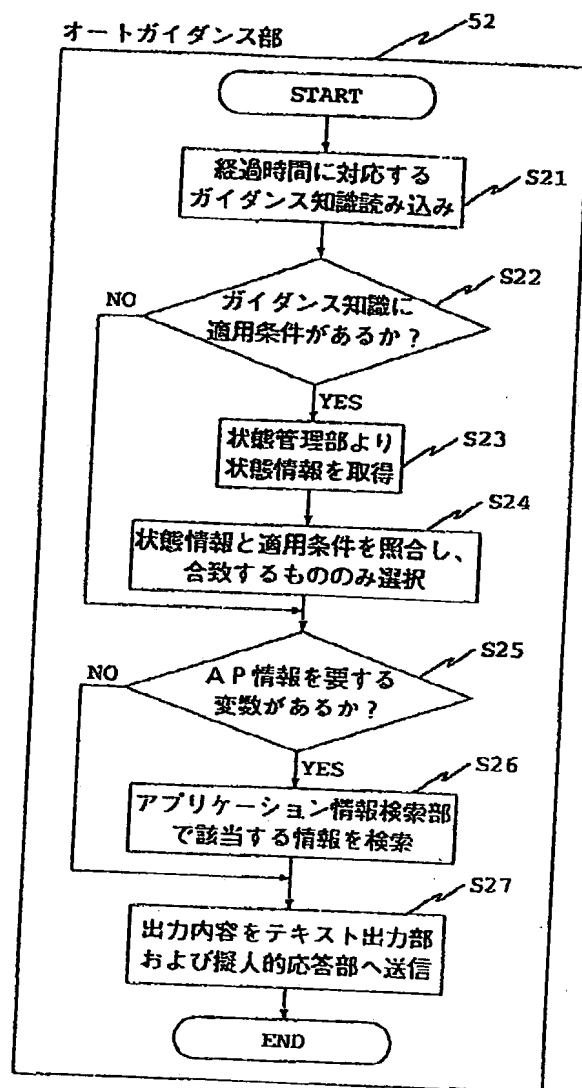 オートガイダンス部
52
START
経過時間に対応する
ガイダンス知識読み込み
S21
S22
NO
ガイダンス知識に
適用条件があるか?
YES
状態管理部より
状態情報を取得
S23
S24
状態情報と適用条件を照合し、
合致するもののみ選択
S25
NO
AP情報を要する
変数があるか?
YES
S26
アプリケーション情報検索部
で該当する情報を検索
S27
出力内容をテキスト出力部
および擬人的応答部へ送信
END